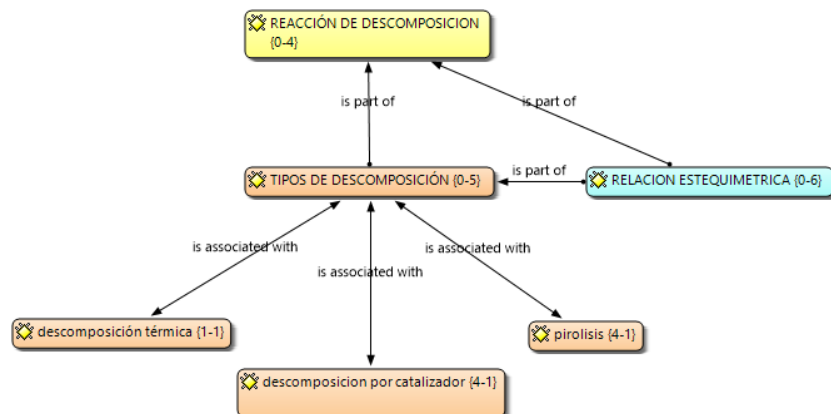 REACCIÓN DE DESCOMPOSICION
{0-4}
is part of
is part of
TIPOS DE DESCOMPOSICIÓN {0-5}
is part of
RELACION ESTEQUIMETRICA {0-6}
is associated with
is associated with
is associated with
descomposición térmica {1-1}
pirolisis {4-1}
descomposicion por catalizador {4-1}